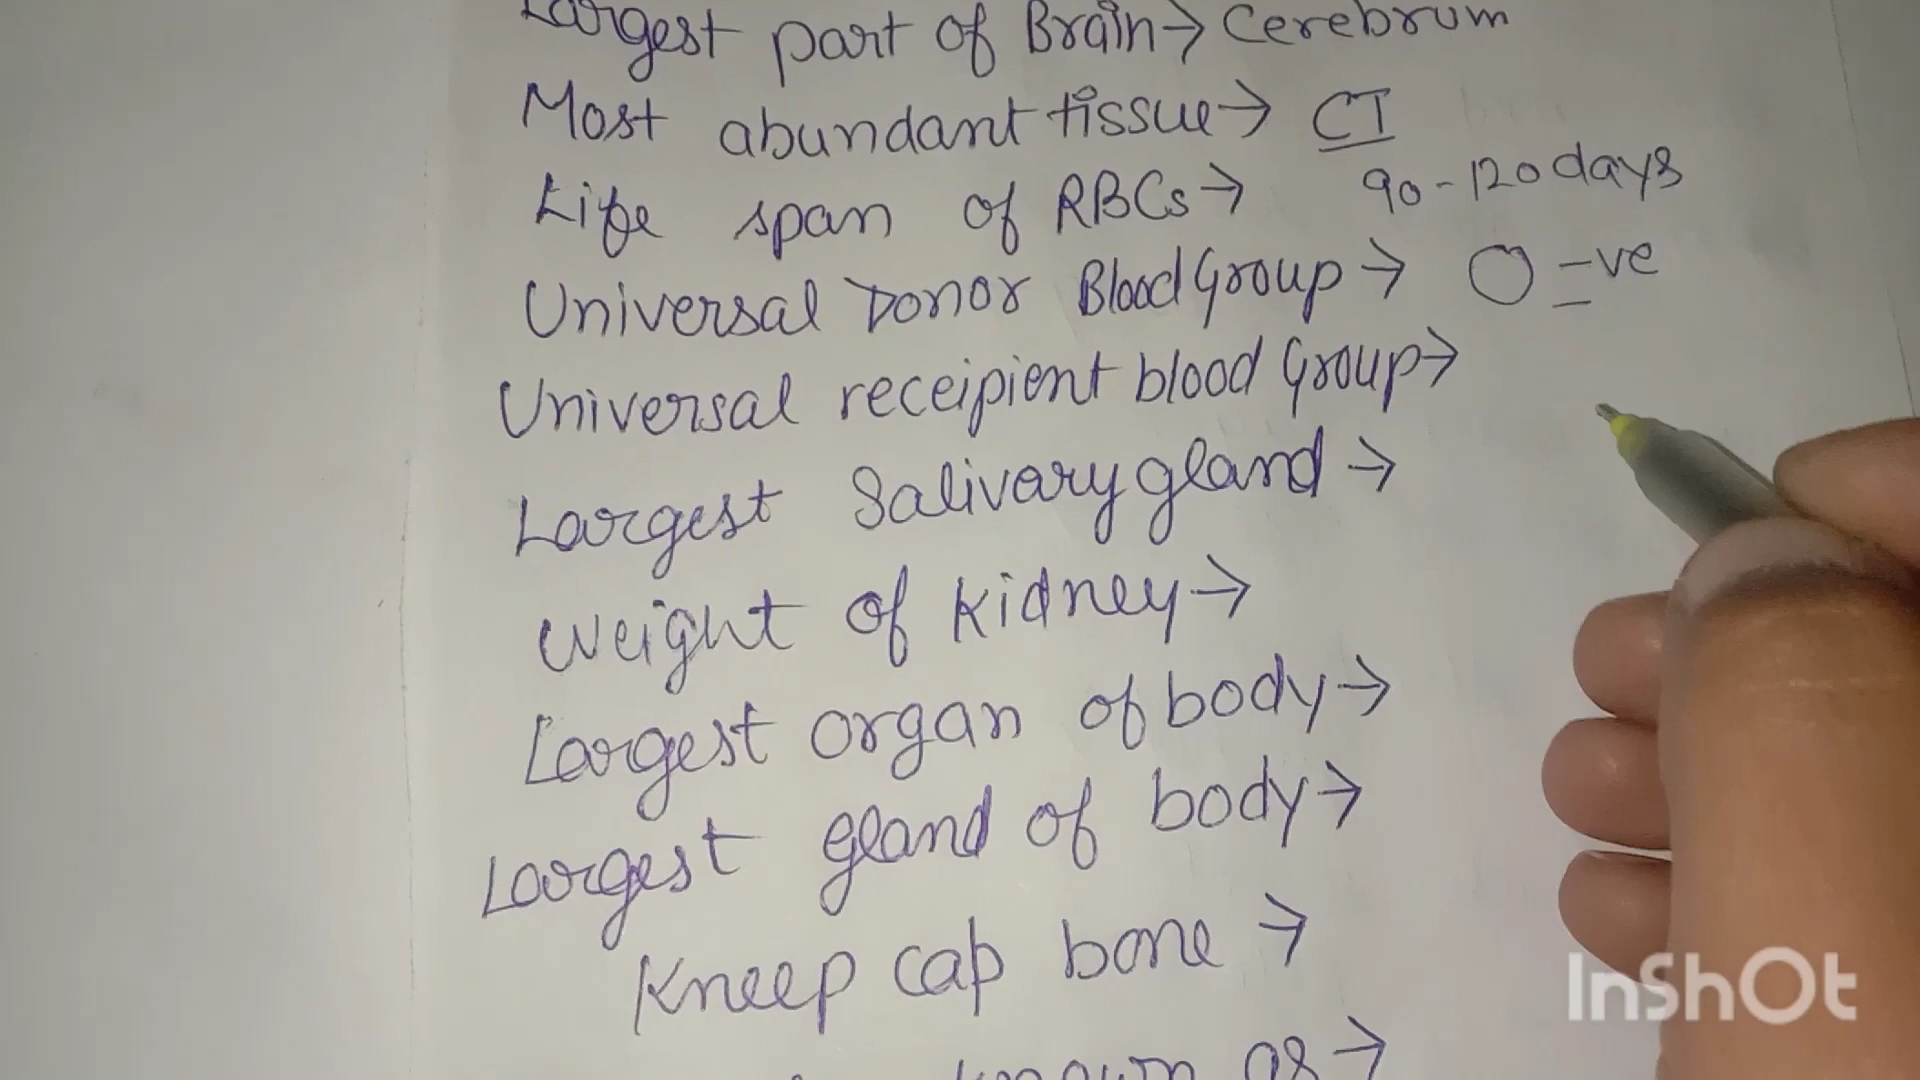 Largest part of Brain→ Cerebrum
Most abundant tissue→ CT
Life span of RBCs→ 90-120 days
Universal Donor Blood Group→ O -ve
Universal receipient blood Group→
Largest Salivary gland→
Weight of Kidney→
Largest organ of body→
Largest gland of body→
Kneep cap bone→
known as→
InShOt